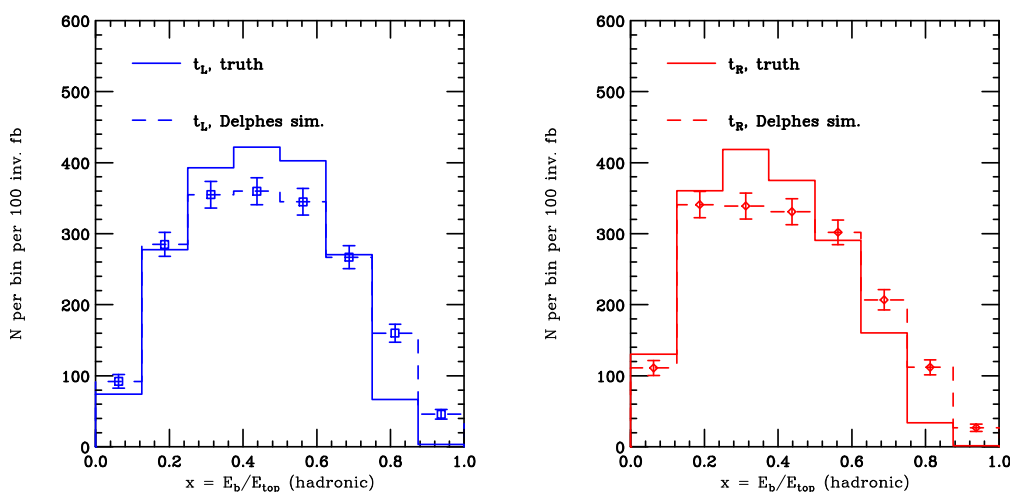 600
500
400
300
200
100
0
N per bin per 100 inv. fb
t_L, truth
t_L, Delphes sim.
0.0 0.2 0.4 0.6 0.8 1.0
x = E_b/E_top (hadronic)
600
500
400
300
200
100
0
N per bin per 100 inv. fb
t_R, truth
t_R, Delphes sim.
0.0 0.2 0.4 0.6 0.8 1.0
x = E_b/E_top (hadronic)